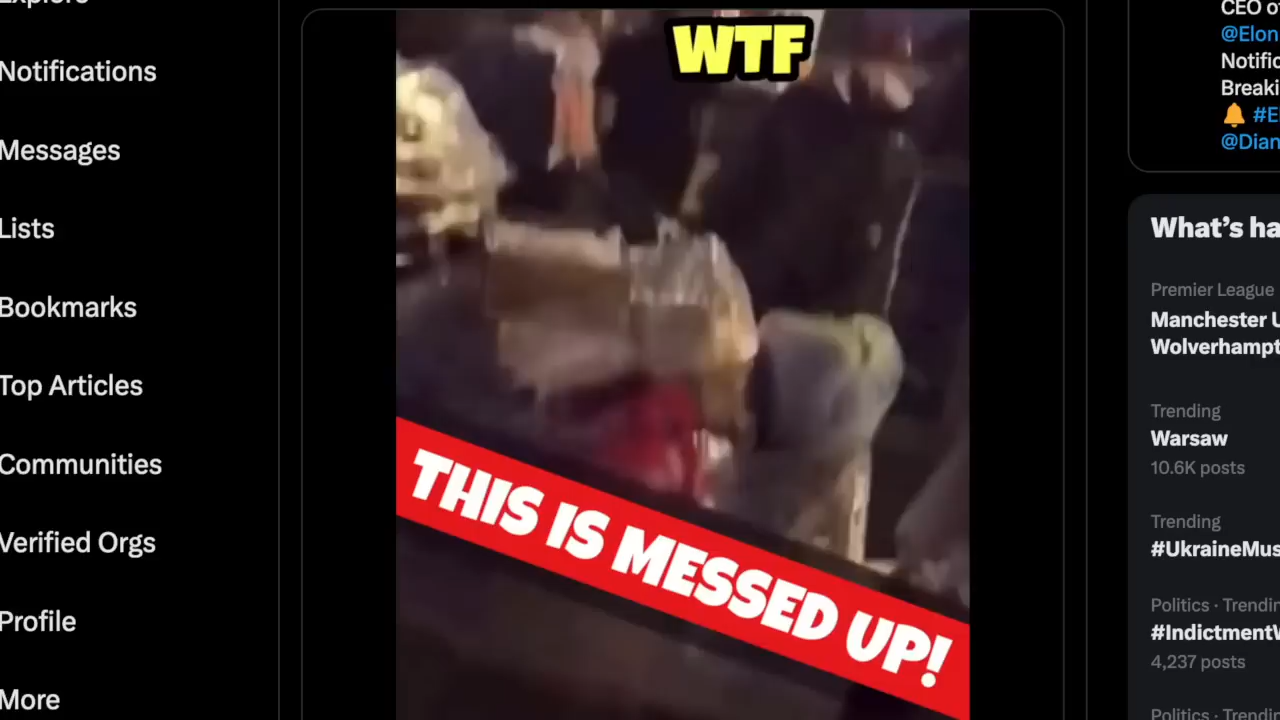 Notifications
Messages
Lists
Bookmarks
Top Articles
Communities
Verified Orgs
Profile
More
WTF
THIS IS MESSED UP!
CEO of
@Elon
Notific
Breaki
#E
@Dian
What's ha
Premier League
Manchester U
Wolverhampt
Trending
Warsaw
10.6K posts
Trending
#UkraineMus
Politics · Trendin
#IndictmentW
4,237 posts
Politics · Trendin